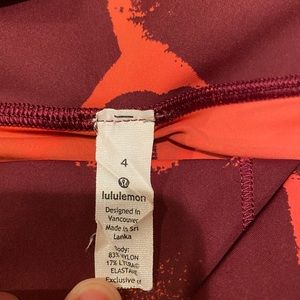 4
lululemon
Designed in
Vancouver
Made in Sri
Lanka
Body:
83% NYLON
17% LYCRA®
ELASTANE
Exclusive of